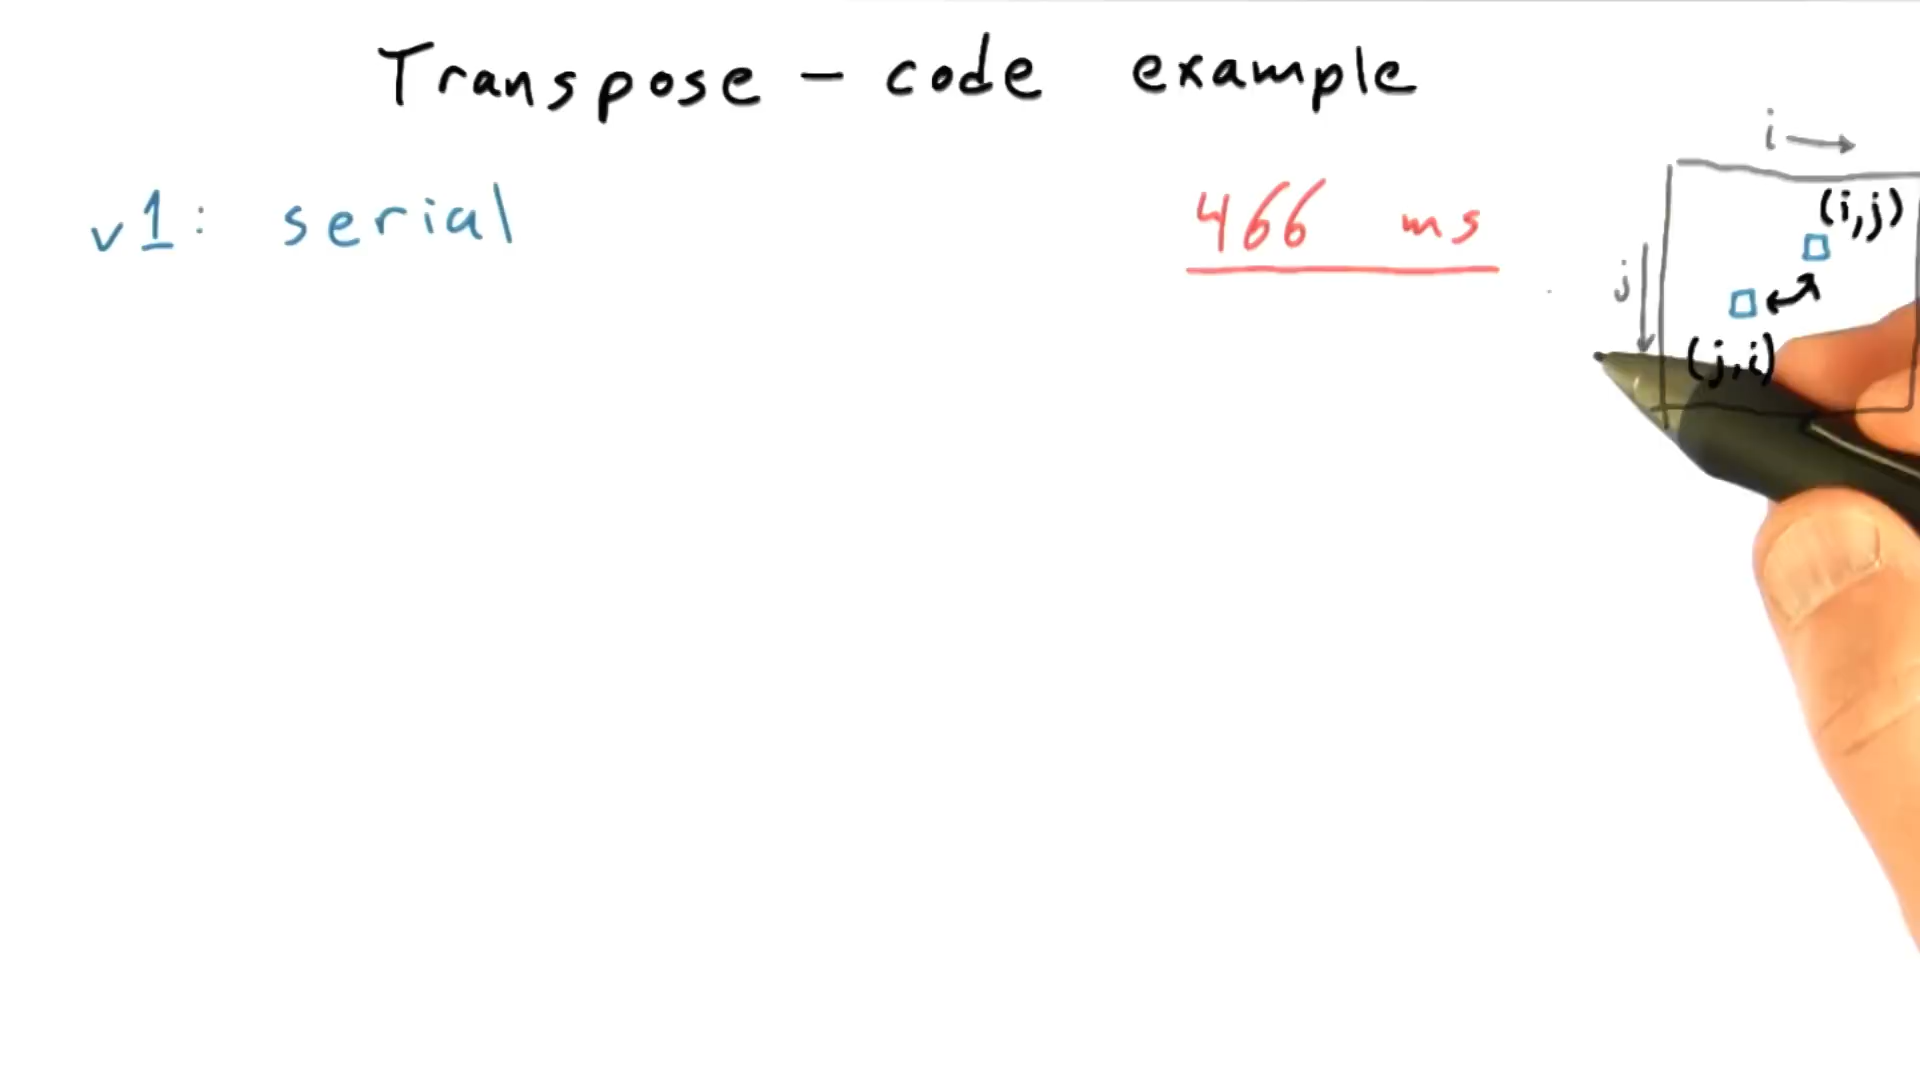 Transpose – code example
v1: serial 466 ms
i
j
(i,j)
(j,i)